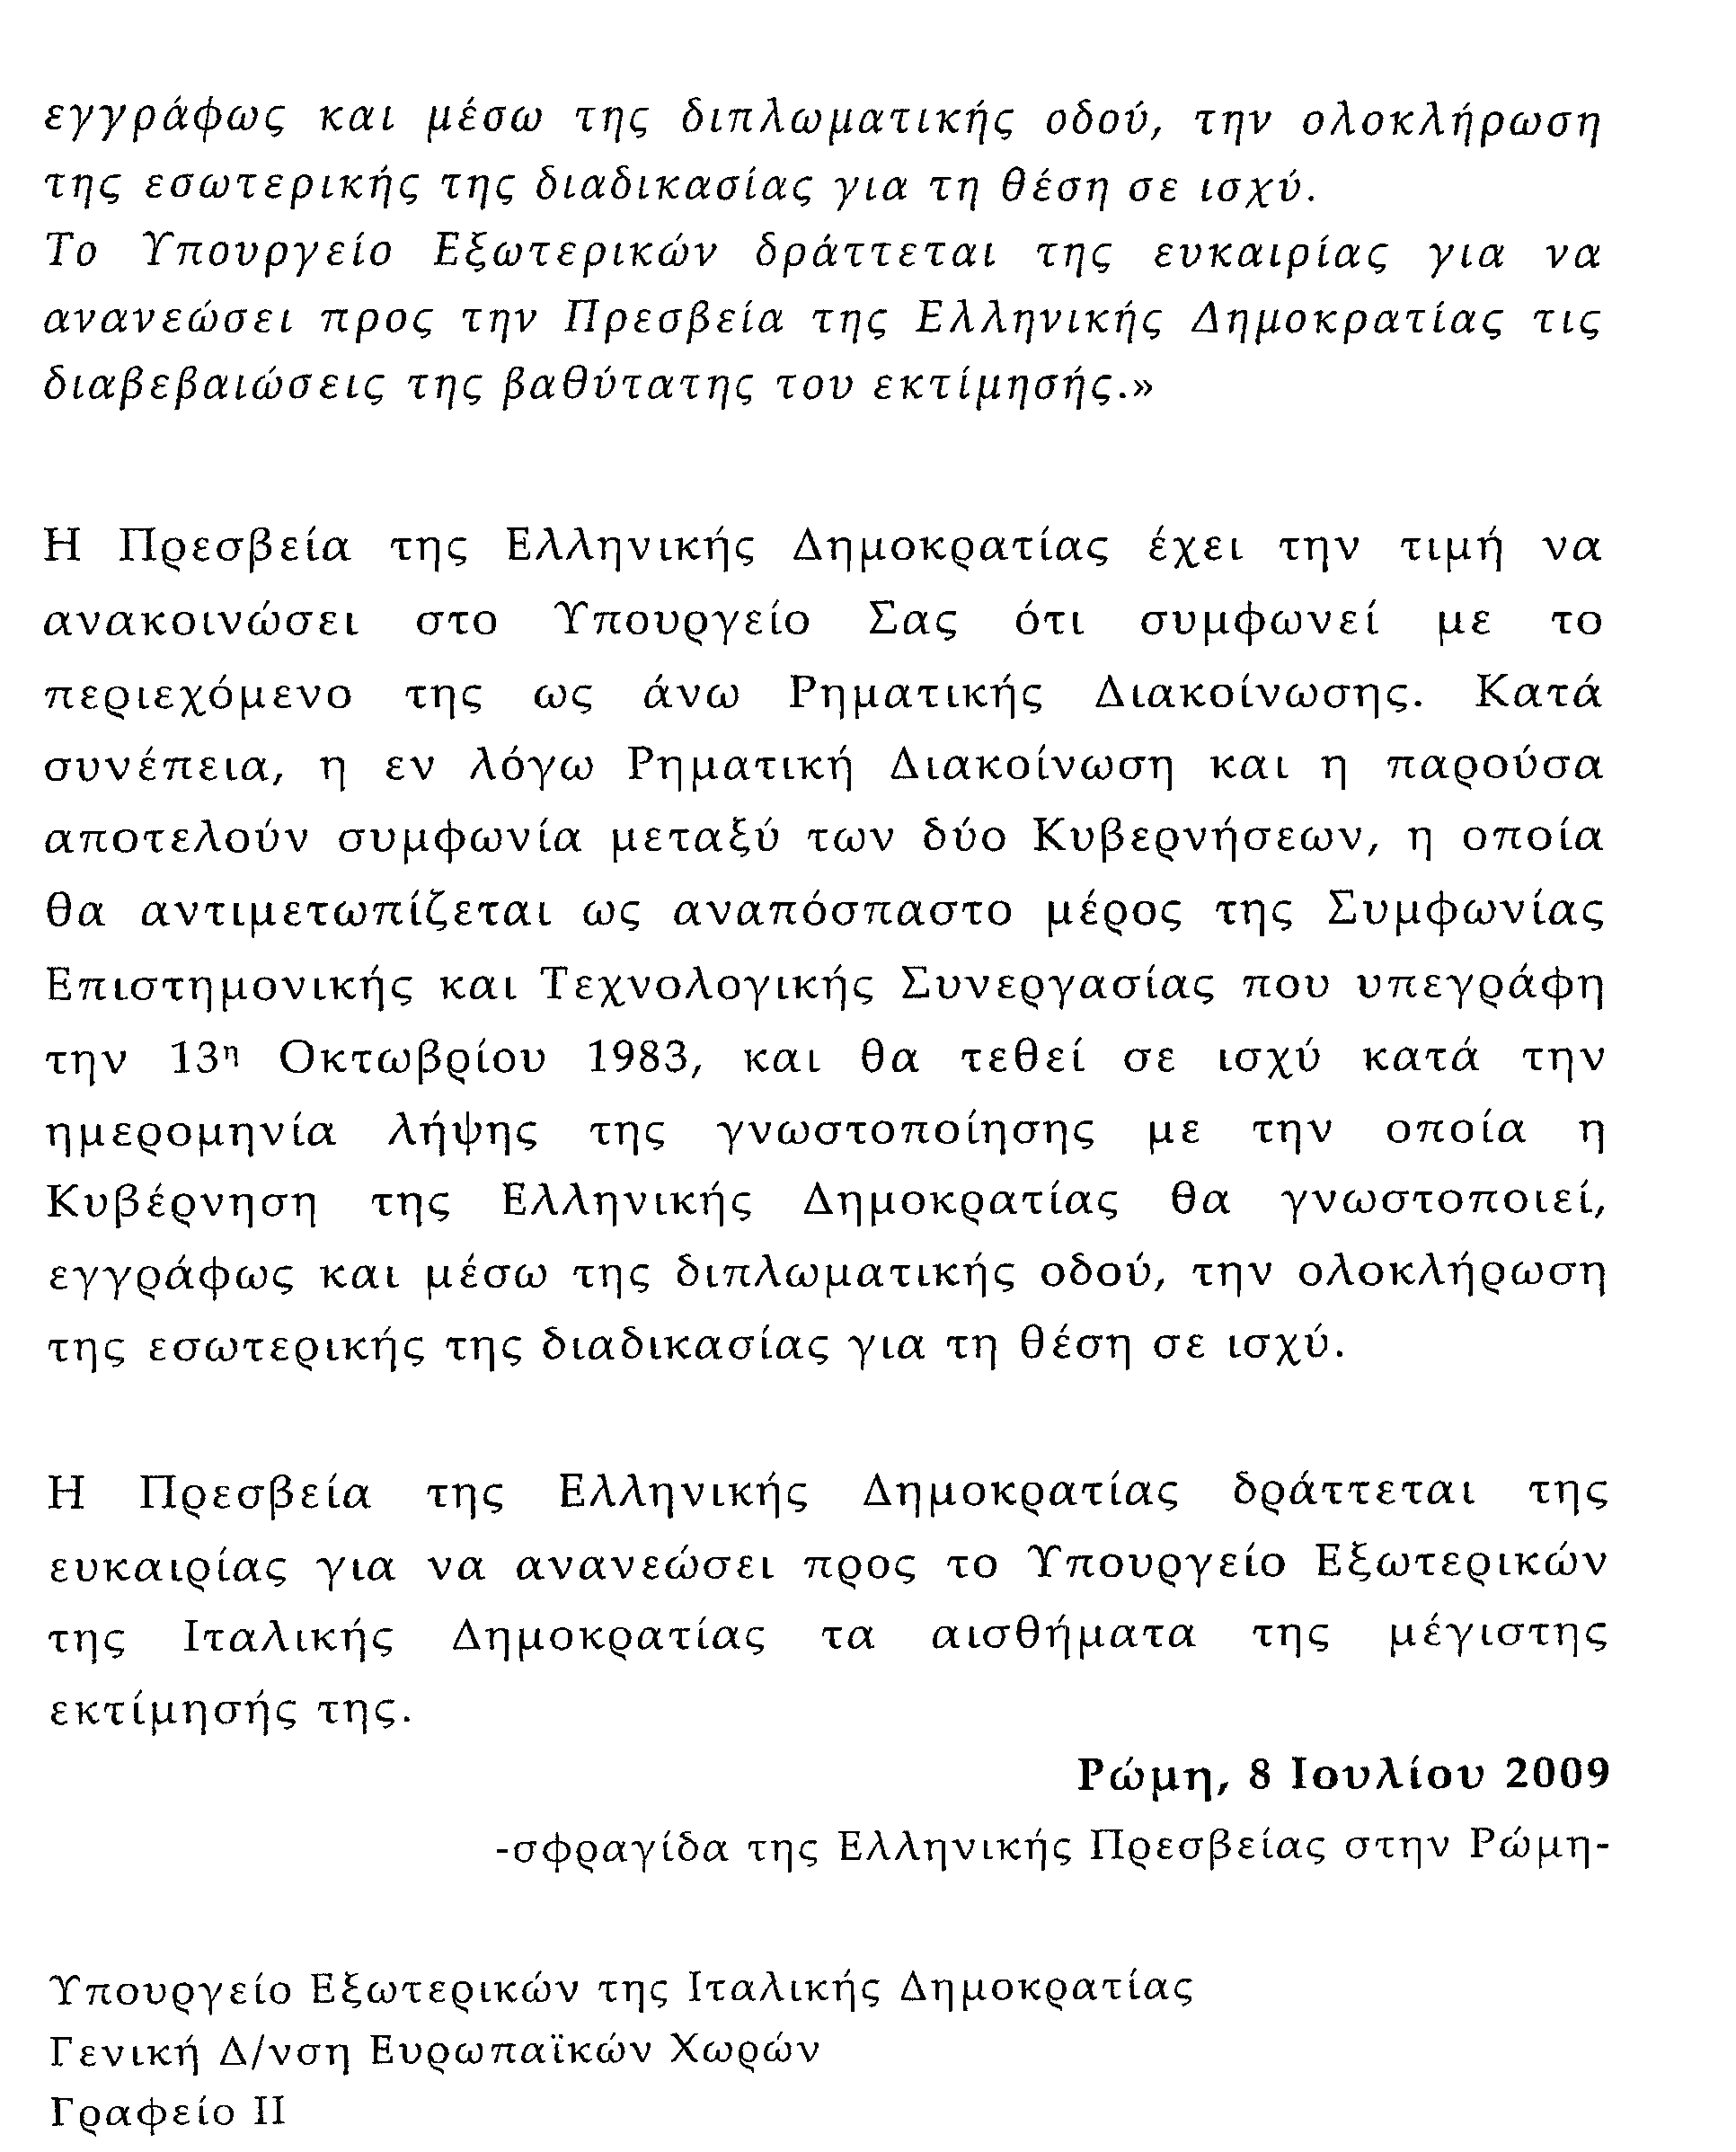 εγγράφως και μέσω της διπλωματικής οδού, την ολοκλήρωση
της εσωτερικής της διαδικασίας για τη θέση σε ισχύ.
Το Υπουργείο Εξωτερικών δράττεται της ευκαιρίας για να
ανανεώσει προς την Πρεσβεία της Ελληνικής Δημοκρατίας τις
διαβεβαιώσεις της βαθύτατης του εκτίμησής.»
Η Πρεσβεία της Ελληνικής Δημοκρατίας έχει την τιμή να
ανακοινώσει στο Υπουργείο Σας ότι συμφωνεί με το
περιεχόμενο της ως άνω Ρηματικής Διακοίνωσης. Κατά
συνέπεια, η εν λόγω Ρηματική Διακοίνωση και η παρούσα
αποτελούν συμφωνία μεταξύ των δύο Κυβερνήσεων, η οποία
θα αντιμετωπίζεται ως αναπόσπαστο μέρος της Συμφωνίας
Επιστημονικής και Τεχνολογικής Συνεργασίας που υπεγράφη
την 13η Οκτωβρίου 1983, και θα τεθεί σε ισχύ κατά την
ημερομηνία λήψης της γνωστοποίησης με την οποία η
Κυβέρνηση της Ελληνικής Δημοκρατίας θα γνωστοποιεί,
εγγράφως και μέσω της διπλωματικής οδού, την ολοκλήρωση
της εσωτερικής της διαδικασίας για τη θέση σε ισχύ.
Η Πρεσβεία της Ελληνικής Δημοκρατίας δράττεται της
ευκαιρίας για να ανανεώσει προς το Υπουργείο Εξωτερικών
της Ιταλικής Δημοκρατίας τα αισθήματα της μέγιστης
εκτίμησής της.
Ρώμη, 8 Ιουλίου 2009
-σφραγίδα της Ελληνικής Πρεσβείας στην Ρώμη-
Υπουργείο Εξωτερικών της Ιταλικής Δημοκρατίας
Γενική Δ/νση Ευρωπαϊκών Χωρών
Γραφείο ΙΙ